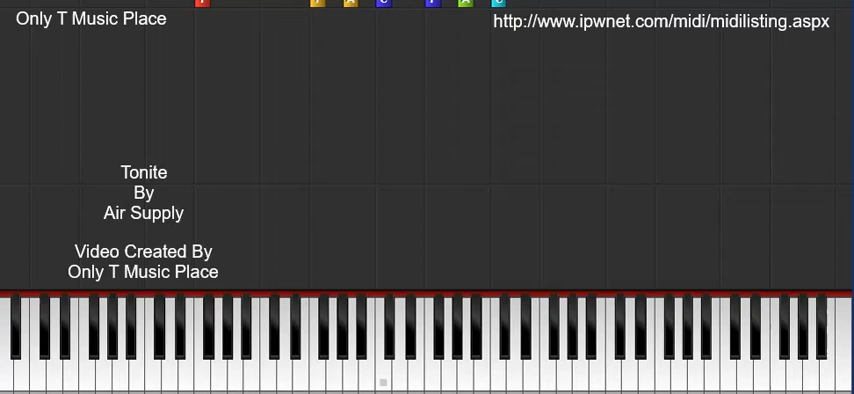 F F A C F A C
Only T Music Place
http://www.ipwnet.com/midi/midilisting.aspx
Tonite
By
Air Supply
Video Created By
Only T Music Place